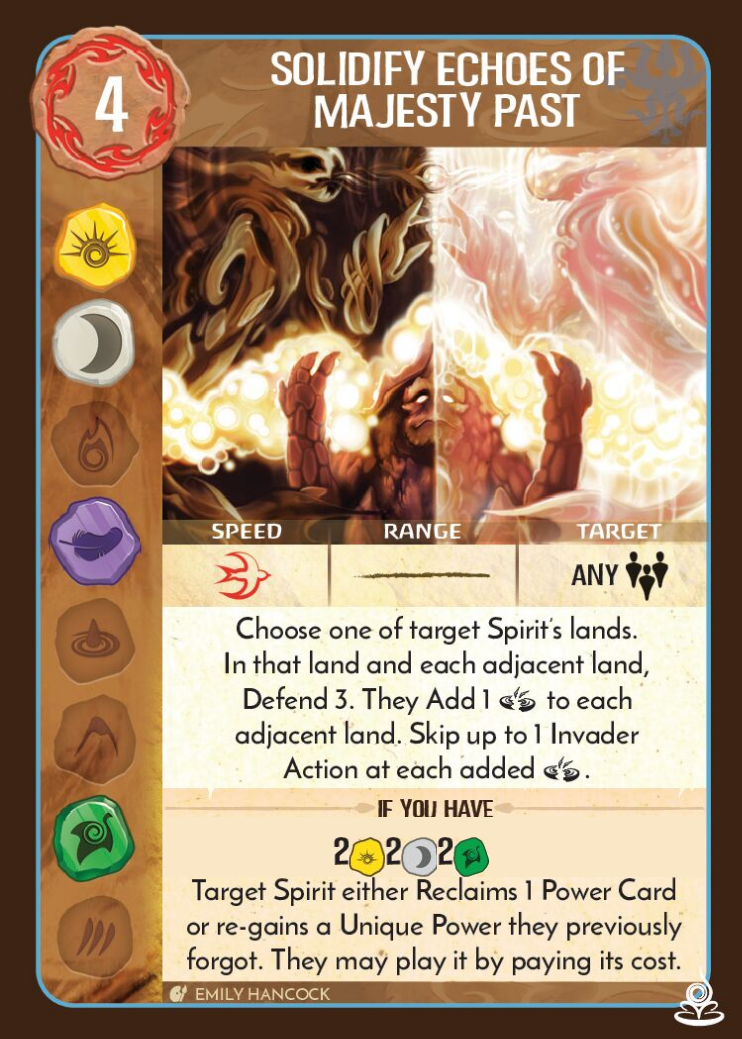 4
SOLIDIFY ECHOES OF
MAJESTY PAST
SPEED RANGE TARGET
ANY
Choose one of target Spirit's lands.
In that land and each adjacent land,
Defend 3. They Add 1 to each
adjacent land. Skip up to 1 Invader
Action at each added .
IF YOU HAVE
2 2 2
Target Spirit either Reclaims 1 Power Card
or re-gains a Unique Power they previously
forgot. They may play it by paying its cost.
EMILY HANCOCK